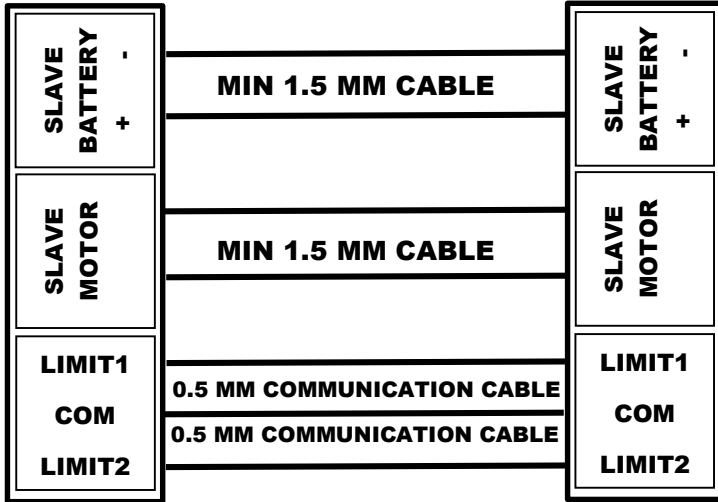 SLAVE
BATTERY
+ -
MIN 1.5 MM CABLE
SLAVE
BATTERY
+ -
SLAVE
MOTOR
MIN 1.5 MM CABLE
SLAVE
MOTOR
LIMIT1
COM
LIMIT2
0.5 MM COMMUNICATION CABLE
0.5 MM COMMUNICATION CABLE
LIMIT1
COM
LIMIT2